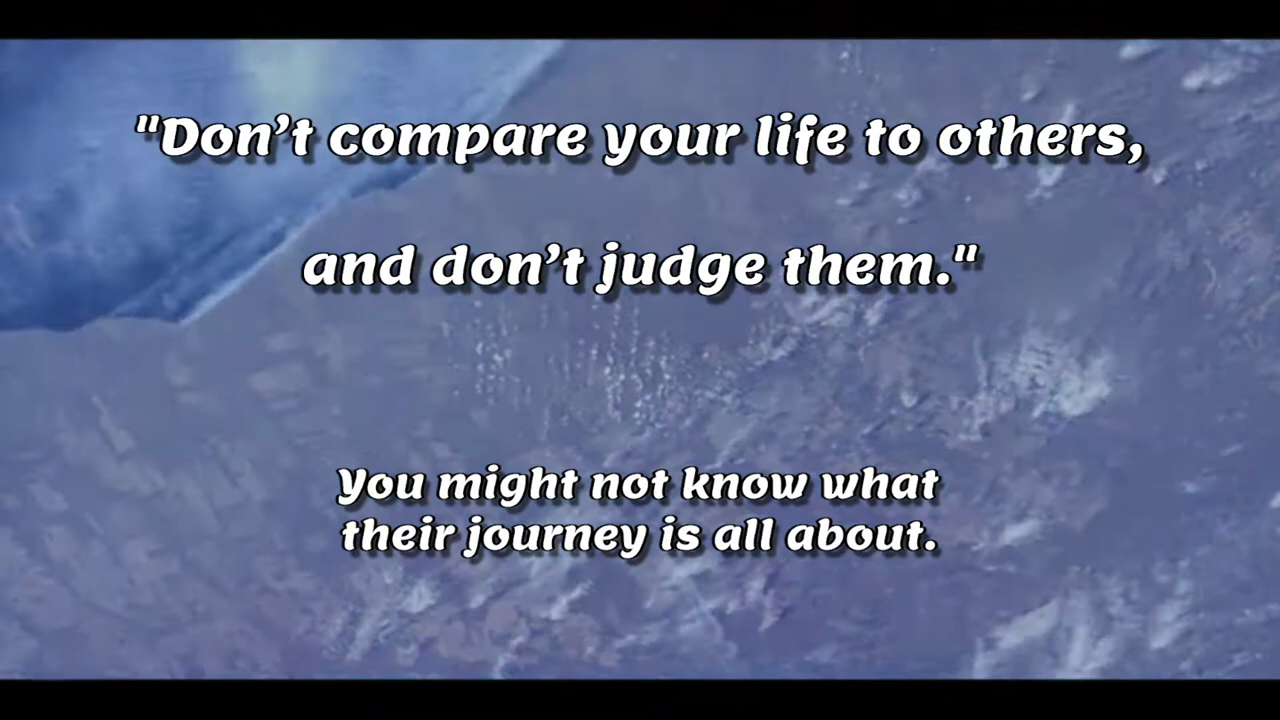 "Don’t compare your life to others,
and don’t judge them."
You might not know what
their journey is all about.